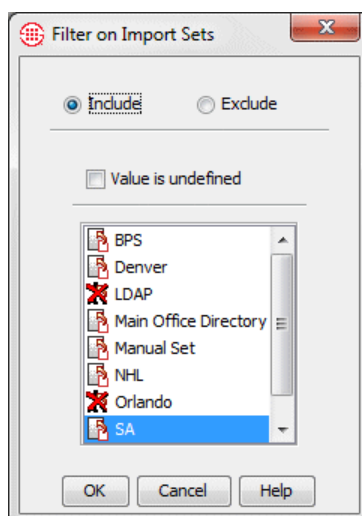 Filter on Import Sets
Include
Exclude
Value is undefined
BPS
Denver
LDAP
Main Office Directory
Manual Set
NHL
Orlando
SA
OK
Cancel
Help